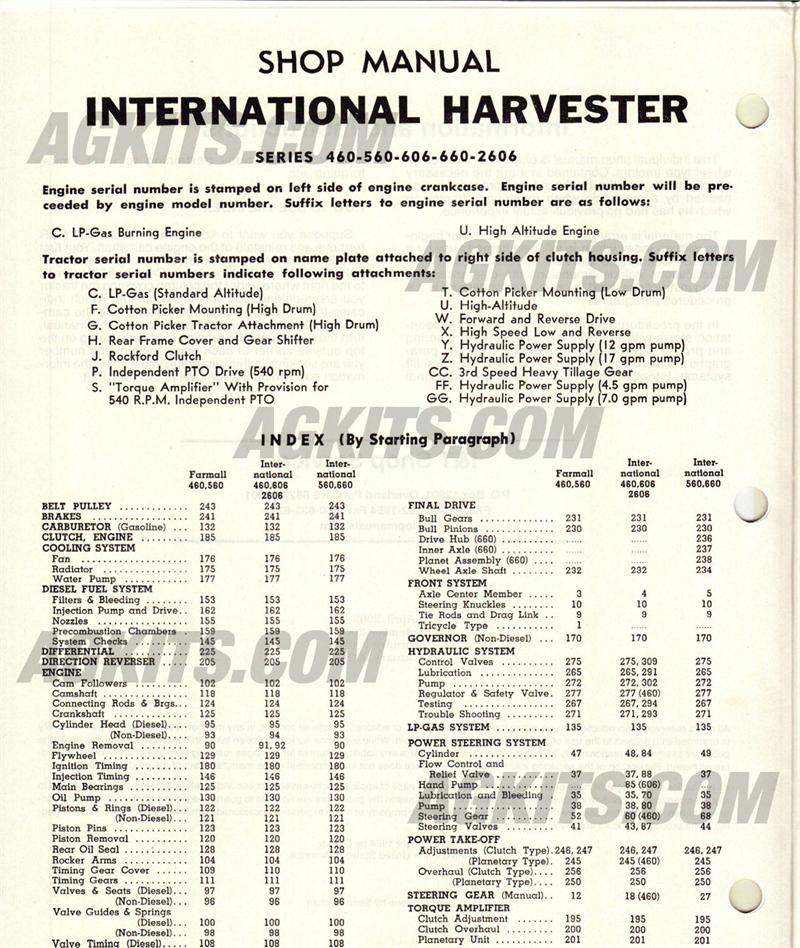 SHOP MANUAL
INTERNATIONAL HARVESTER
SERIES 460-560-606-660-2606
Engine serial number is stamped on left side of engine crankcase. Engine serial number will be pre-
ceeded by engine model number. Suffix letters to engine serial number are as follows:
C. LP-Gas Burning Engine
U. High Altitude Engine
Tractor serial number is stamped on name plate attached to right side of clutch housing. Suffix letters
to tractor serial numbers indicate following attachments:
C. LP-Gas (Standard Altitude)
F. Cotton Picker Mounting (High Drum)
G. Cotton Picker Tractor Attachment (High Drum)
H. Rear Frame Cover and Gear Shifter
J. Rockford Clutch
P. Independent PTO Drive (540 rpm)
S. "Torque Amplifier" With Provision for
540 R.P.M. Independent PTO
T. Cotton Picker Mounting (Low Drum)
U. High-Altitude
W. Forward and Reverse Drive
X. High Speed Low and Reverse
Y. Hydraulic Power Supply (12 gpm pump)
Z. Hydraulic Power Supply (17 gpm pump)
CC. 3rd Speed Heavy Tillage Gear
FF. Hydraulic Power Supply (4.5 gpm pump)
GG. Hydraulic Power Supply (7.0 gpm pump)
INDEX (By Starting Paragraph)
Farmall 460,560 Inter- national 460,606 2606 Inter- national 560,660
BELT PULLEY ............ 243 243 243
BRAKES ................ 241 241 241
CARBURETOR (Gasoline) ... 132 132 132
CLUTCH, ENGINE ......... 185 185 185
COOLING SYSTEM
Fan ................... 176 176 176
Radiator .............. 175 175 175
Water Pump ............ 177 177 177
DIESEL FUEL SYSTEM
Filters & Bleeding ........ 153 153 153
Injection Pump and Drive.. 162 162 162
Nozzles ................ 155 155 155
Precombustion Chambers .. 159 159 159
System Checks .......... 145 145 145
DIFFERENTIAL ........... 225 225 225
DIRECTION REVERSER ..... 205 205 205
ENGINE
Cam Followers .......... 102 102 102
Camshaft ............... 118 118 118
Connecting Rods & Brgs... 124 124 124
Crankshaft ............. 125 125 125
Cylinder Head (Diesel).... 95 95 95
(Non-Diesel).... 93 94 93
Engine Removal ......... 90 91, 92 90
Flywheel ............... 129 129 129
Ignition Timing ......... 180 180 180
Injection Timing ........ 146 146 146
Main Bearings .......... 125 125 125
Oil Pump ............... 130 130 130
Pistons & Rings (Diesel)... 122 122 122
(Non-Diesel)... 121 121 121
Piston Pins ............. 123 123 123
Piston Removal ......... 120 120 120
Rear Oil Seal ........... 128 128 128
Rocker Arms ............ 104 104 104
Timing Gear Cover ...... 109 110 110
Timing Gears ........... 111 111 111
Valves & Seats (Diesel)... 97 97 97
(Non-Diesel)... 96 96 96
Valve Guides & Springs
(Diesel)... 100 100 100
(Non-Diesel)... 98 98 98
Valve Timing (Diesel)..... 108 108 108
Farmall 460,560 Inter- national 460,606 2606 Inter- national 560,660
FINAL DRIVE
Bull Gears .............. 231 231 231
Bull Pinions ............. 230 230 230
Drive Hub (660) ......... ...... ...... 236
Inner Axle (660) ......... ...... ...... 237
Planet Assembly (660) .... ...... ...... 238
Wheel Axle Shaft ........ 232 232 234
FRONT SYSTEM
Axle Center Member ..... 3 4 5
Steering Knuckles ....... 10 10 10
Tie Rods and Drag Link .. 9 9 9
Tricycle Type ........... 1 ...... ......
GOVERNOR (Non-Diesel) ... 170 170 170
HYDRAULIC SYSTEM
Control Valves .......... 275 275, 309 275
Lubrication ............. 265 265, 291 265
Pump ................... 272 272, 302 272
Regulator & Safety Valve. 277 277 (460) 277
Testing ................. 267 267, 294 267
Trouble Shooting ........ 271 271, 293 271
LP-GAS SYSTEM ........... 135 135 135
POWER STEERING SYSTEM
Cylinder ................ 47 48, 84 49
Flow Control and
Relief Valve ........... 37 37, 88 37
Hand Pump ............. ...... 85 (606) ......
Lubrication and Bleeding . 35 35, 70 35
Pump ................... 38 38, 80 38
Steering Gear ........... 52 60 (460) 68
Steering Valves ......... 41 43, 87 44
POWER TAKE-OFF
Adjustments (Clutch Type). 246, 247 246, 247 246, 247
(Planetary Type). 245 245 (460) 245
Overhaul (Clutch Type).... 256 256 256
(Planetary Type).... 250 250 250
STEERING GEAR (Manual).. 12 18 (460) 27
TORQUE AMPLIFIER
Clutch Adjustment ....... 195 195 195
Clutch Overhaul ......... 200 200 200
Planetary Unit ........... 201 201 201
AGKITS.COM
AGKITS.COM
AGKITS.COM
AGKITS.COM
AGKITS.COM